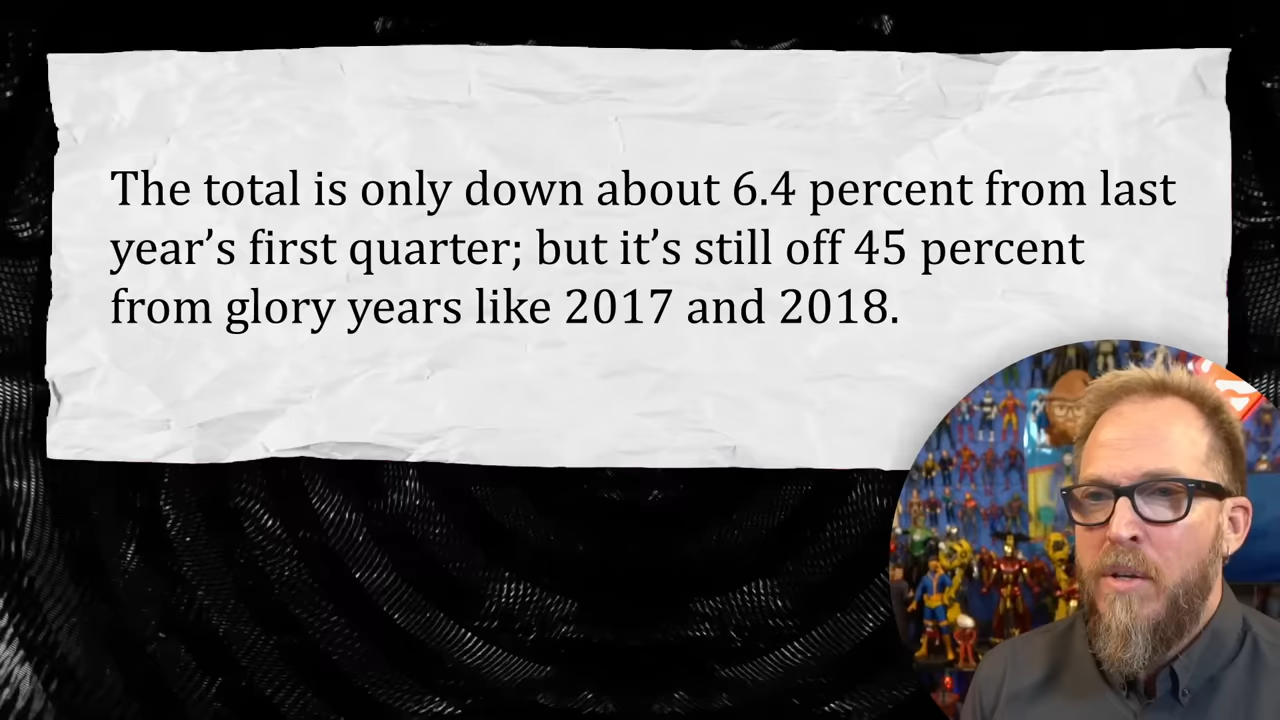 The total is only down about 6.4 percent from last
year’s first quarter; but it’s still off 45 percent
from glory years like 2017 and 2018.